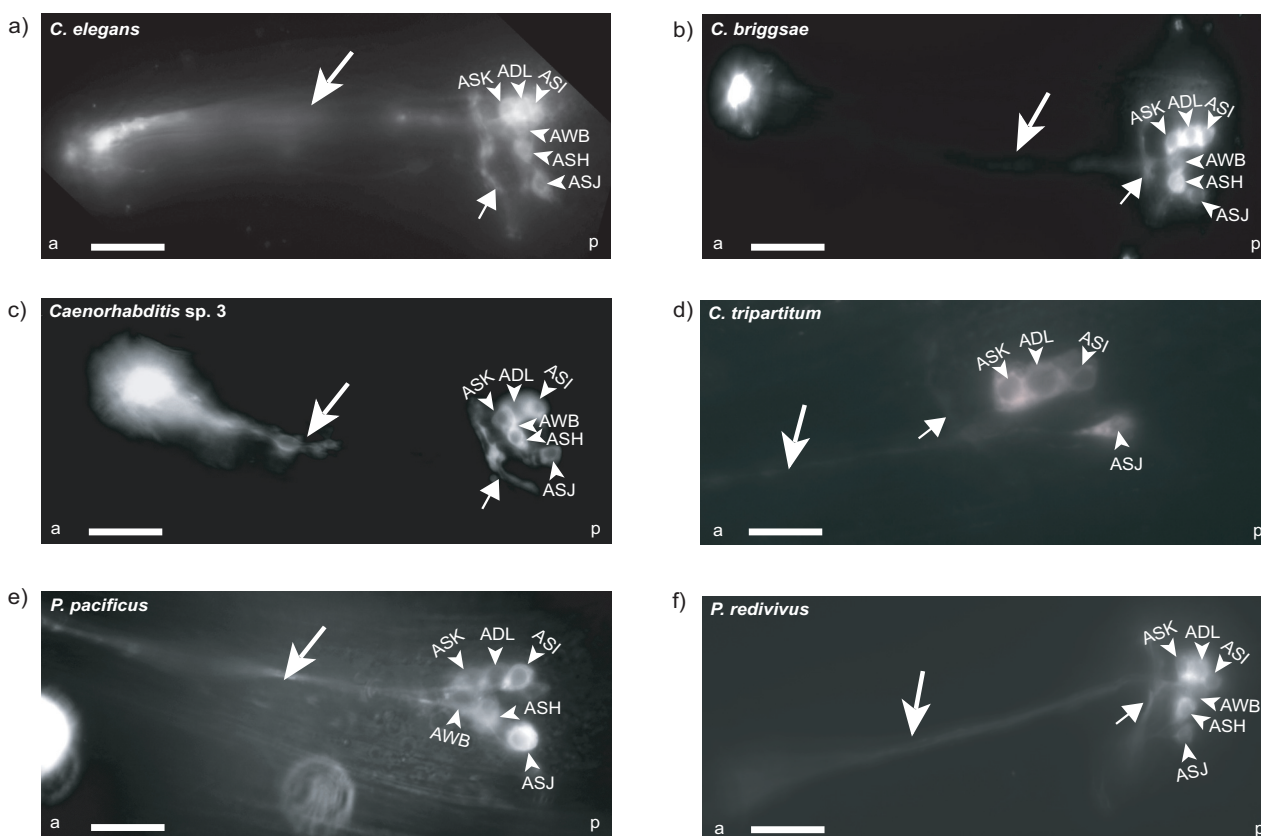 a)
C. elegans
ASK
ADL
ASI
AWB
ASH
ASJ
a
p
b)
C. briggsae
ASK
ADL
ASI
AWB
ASH
ASJ
a
p
c)
Caenorhabditis sp. 3
ASK
ADL
ASI
AWB
ASH
ASJ
a
p
d)
C. tripartitum
ASK
ADL
ASI
ASJ
a
p
e)
P. pacificus
ASK
ADL
ASI
ASH
AWB
ASJ
a
p
f)
P. redivivus
ASK
ADL
ASI
AWB
ASH
ASJ
a
p